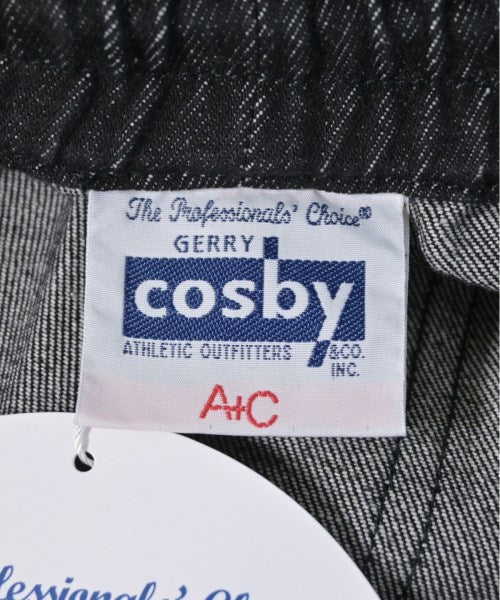 The Professionals' Choice®
GERRY
cosby
ATHLETIC OUTFITTERS &CO.
INC.
A+C